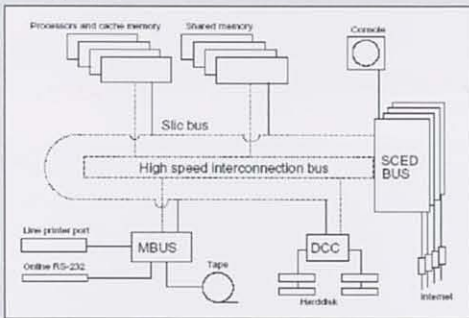 Processors and cache memory
Shared memory
Console
Slic bus
High speed interconnection bus
SCED
BUS
Line printer port
MBUS
DCC
Online RS-232
Tape
Harddisk
Internet